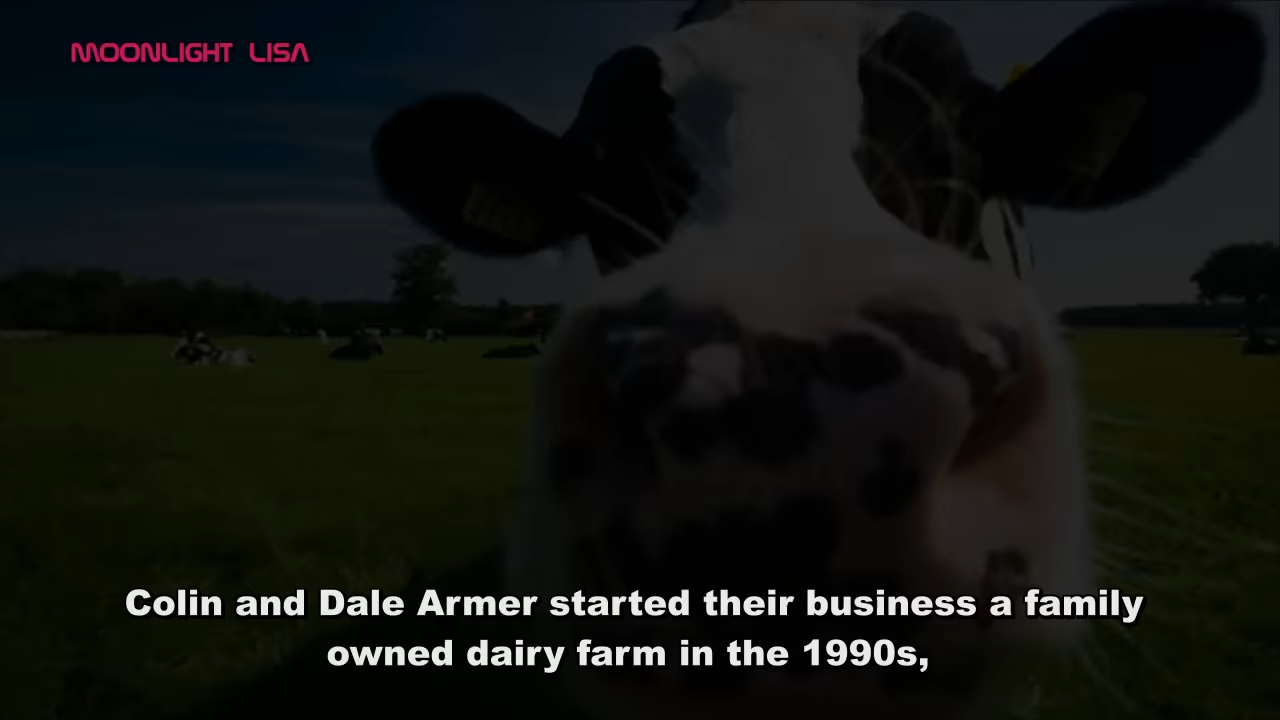 MOONLIGHT LISA
Colin and Dale Armer started their business a family
owned dairy farm in the 1990s,